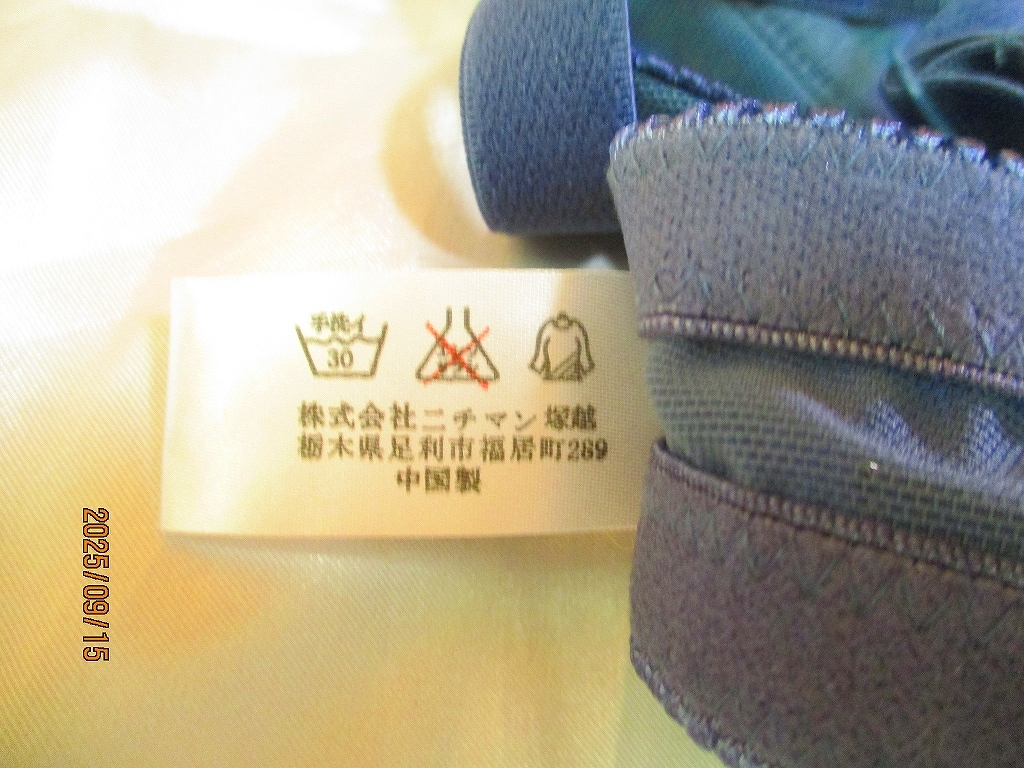 手洗イ
30
株式会社ニチマン塚越
栃木県足利市福居町289
中国製
2025/09/15